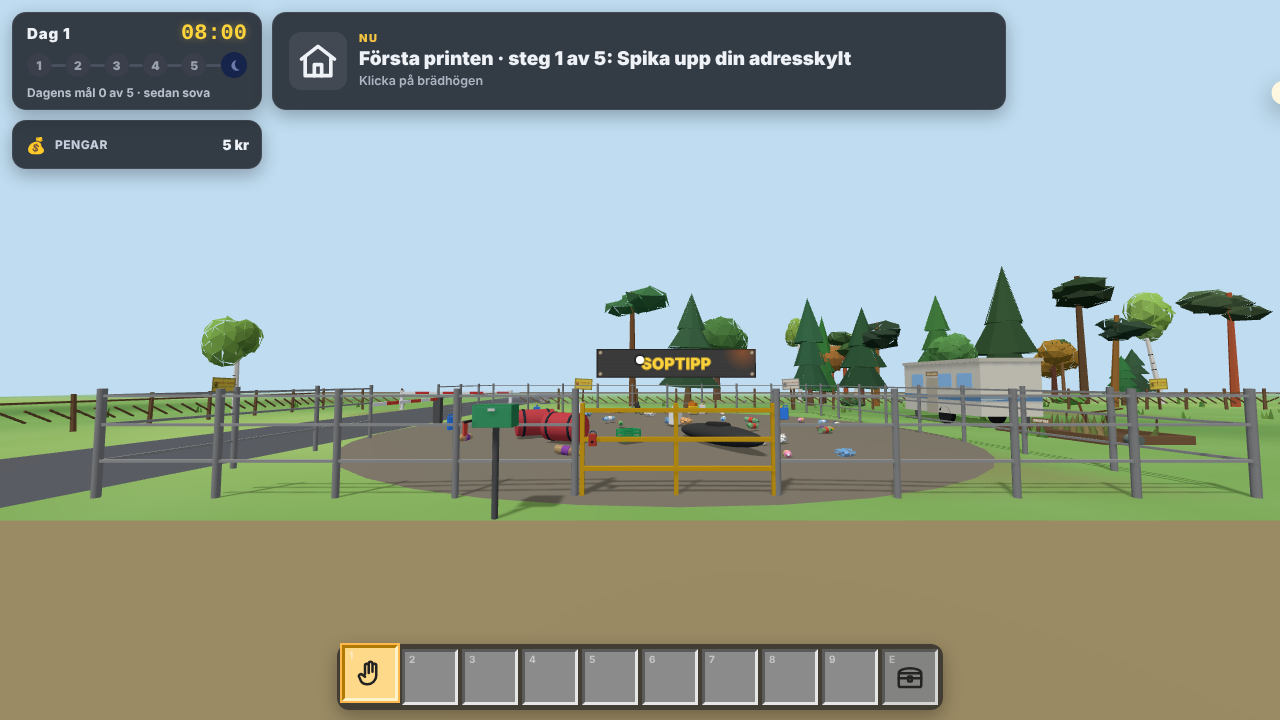 Dag 1
08:00
1
2
3
4
5
Dagens mål 0 av 5 · sedan sova
PENGAR
5 kr
NU
Första printen · steg 1 av 5: Spika upp din adresskylt
Klicka på brädhögen
SOPTIPP
1
2
3
4
5
6
7
8
9
E